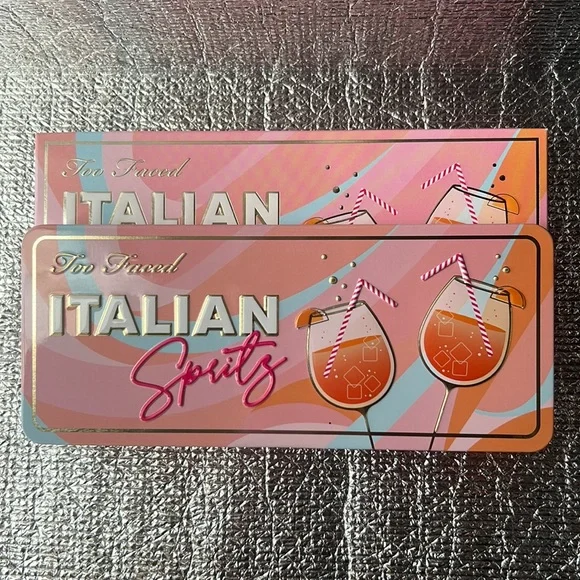 Too Faced
ITALIAN
Too Faced
ITALIAN
Spritz